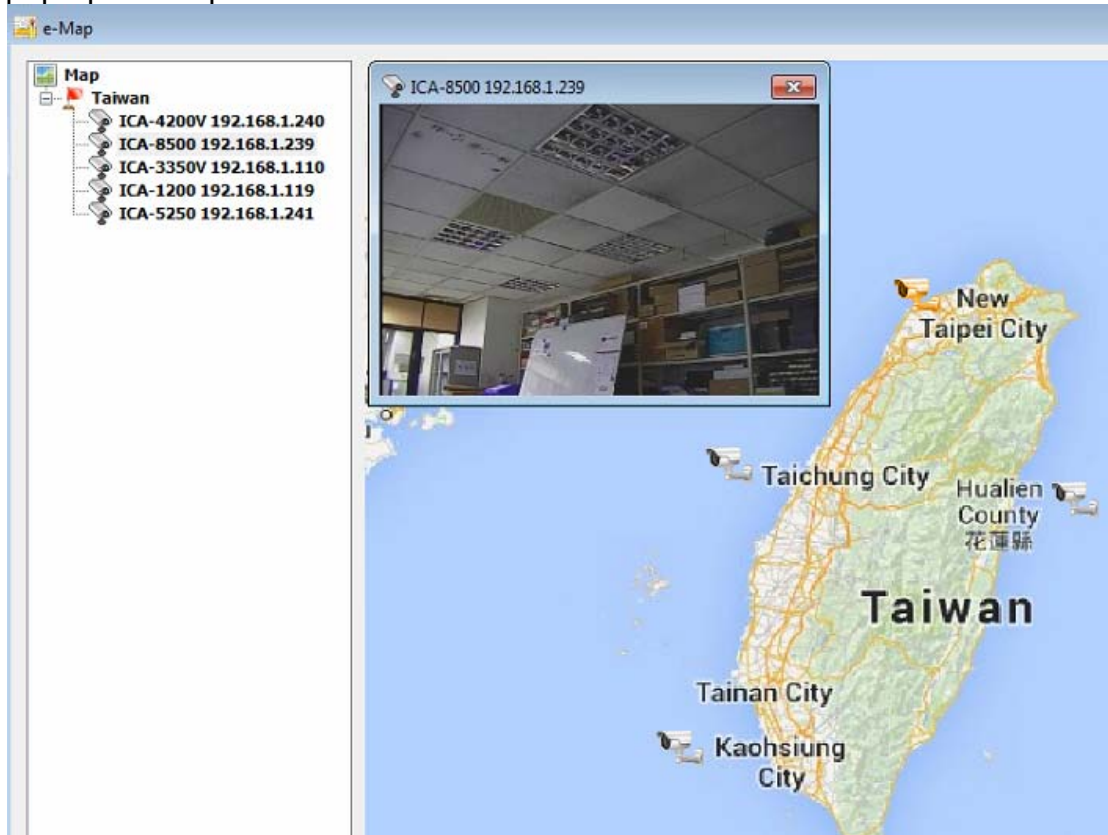 e-Map
Map
Taiwan
ICA-4200V 192.168.1.240
ICA-8500 192.168.1.239
ICA-3350V 192.168.1.110
ICA-1200 192.168.1.119
ICA-5250 192.168.1.241
ICA-8500 192.168.1.239
New
Taipei City
Taichung City
Hualien
County
花蓮縣
Taiwan
Tainan City
Kaohsiung
City